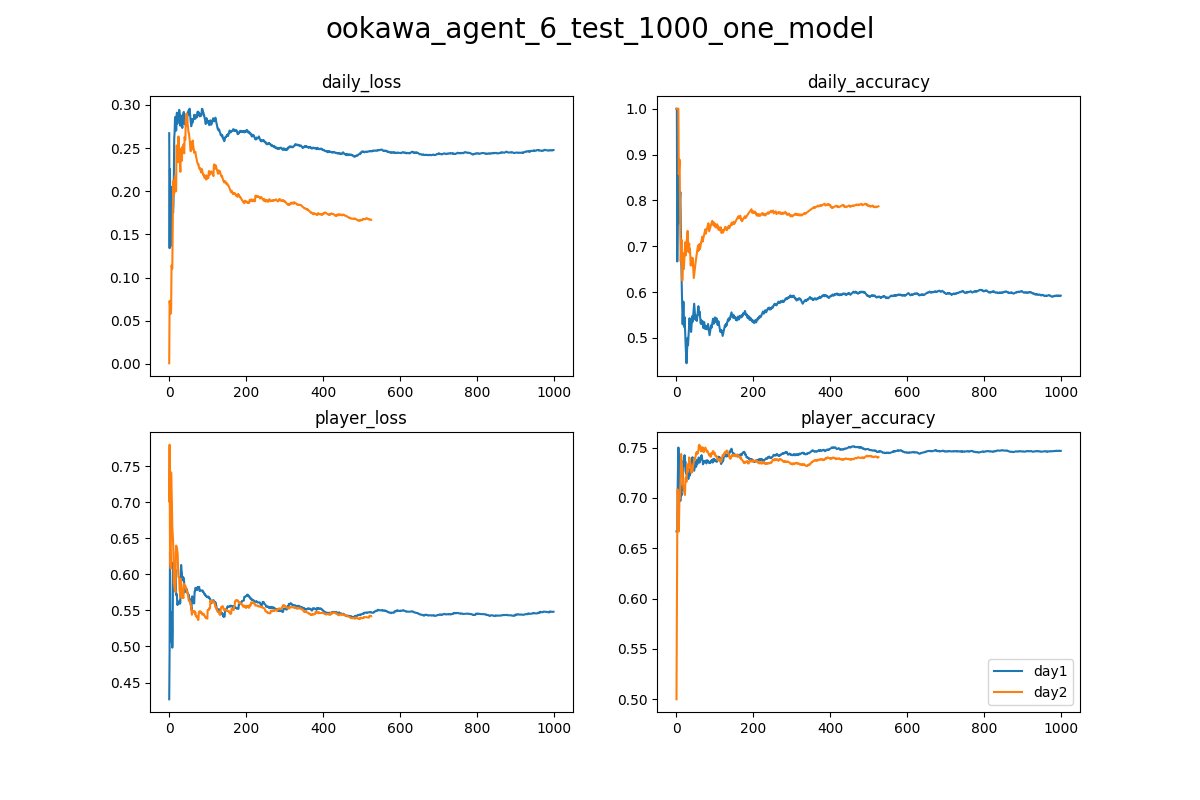 ookawa_agent_6_test_1000_one_model
daily_loss
0.30
0.25
0.20
0.15
0.10
0.05
0.00
0 200 400 600 800 1000
daily_accuracy
1.0
0.9
0.8
0.7
0.6
0.5
0 200 400 600 800 1000
player_loss
0.75
0.70
0.65
0.60
0.55
0.50
0.45
0 200 400 600 800 1000
player_accuracy
0.75
0.70
0.65
0.60
0.55
0.50
day1
day2
0 200 400 600 800 1000